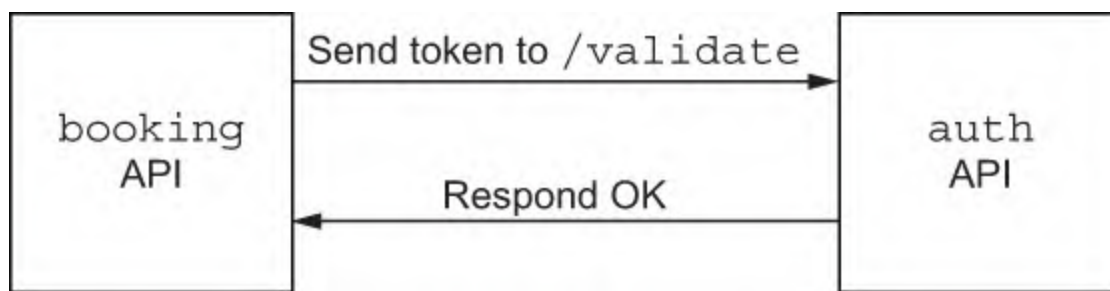 Send token to /validate
booking
API
auth
API
Respond OK